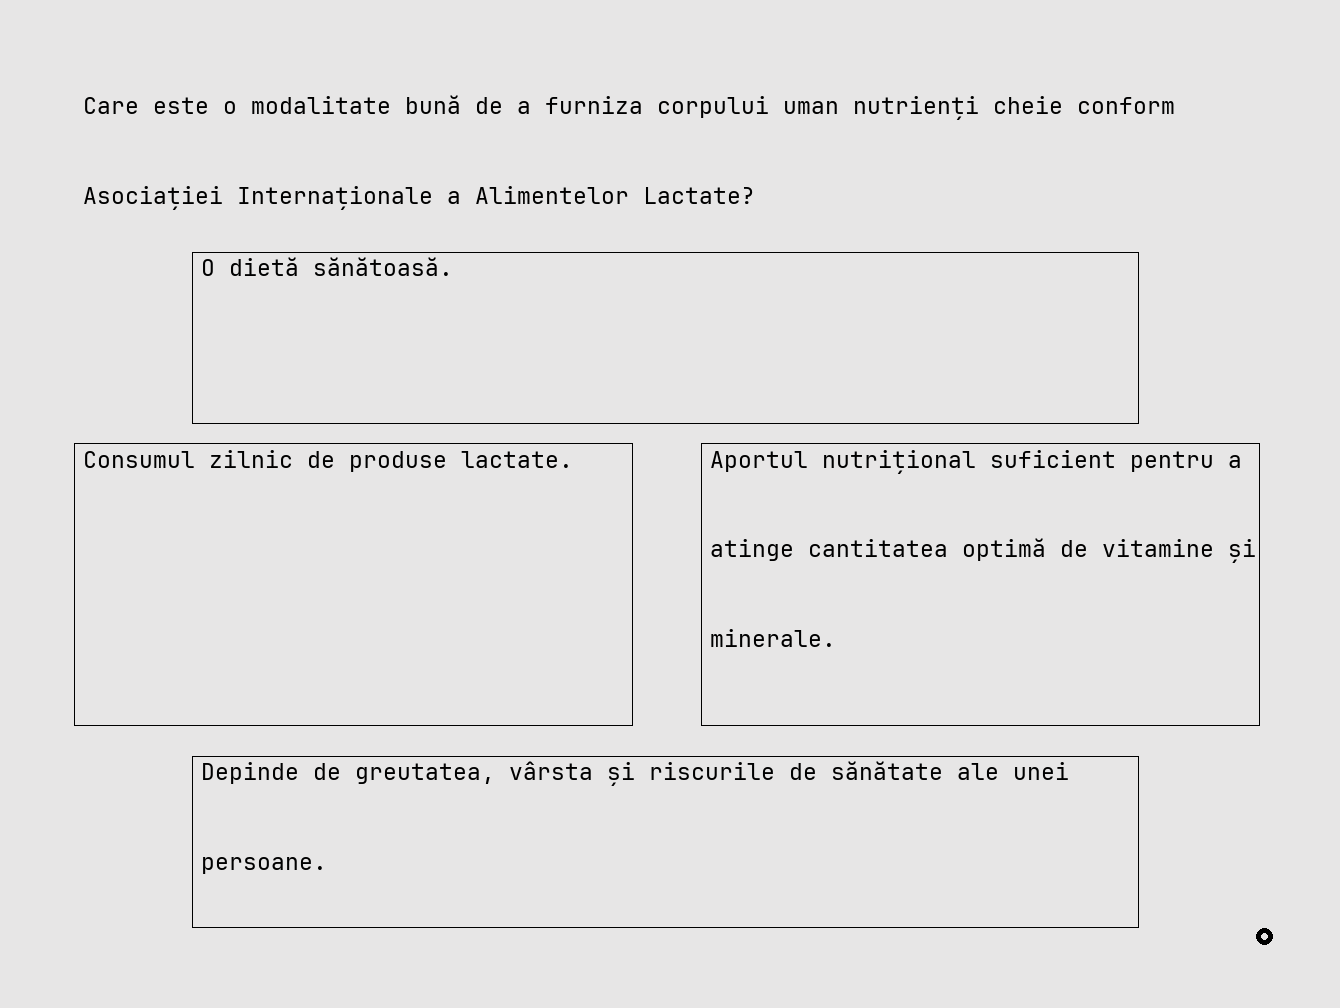 Care este o modalitate bună de a furniza corpului uman nutrienți cheie conform
Asociației Internaționale a Alimentelor Lactate?
O dietă sănătoasă.
Consumul zilnic de produse lactate.
Aportul nutrițional suficient pentru a
atinge cantitatea optimă de vitamine și
minerale.
Depinde de greutatea, vârsta și riscurile de sănătate ale unei
persoane.